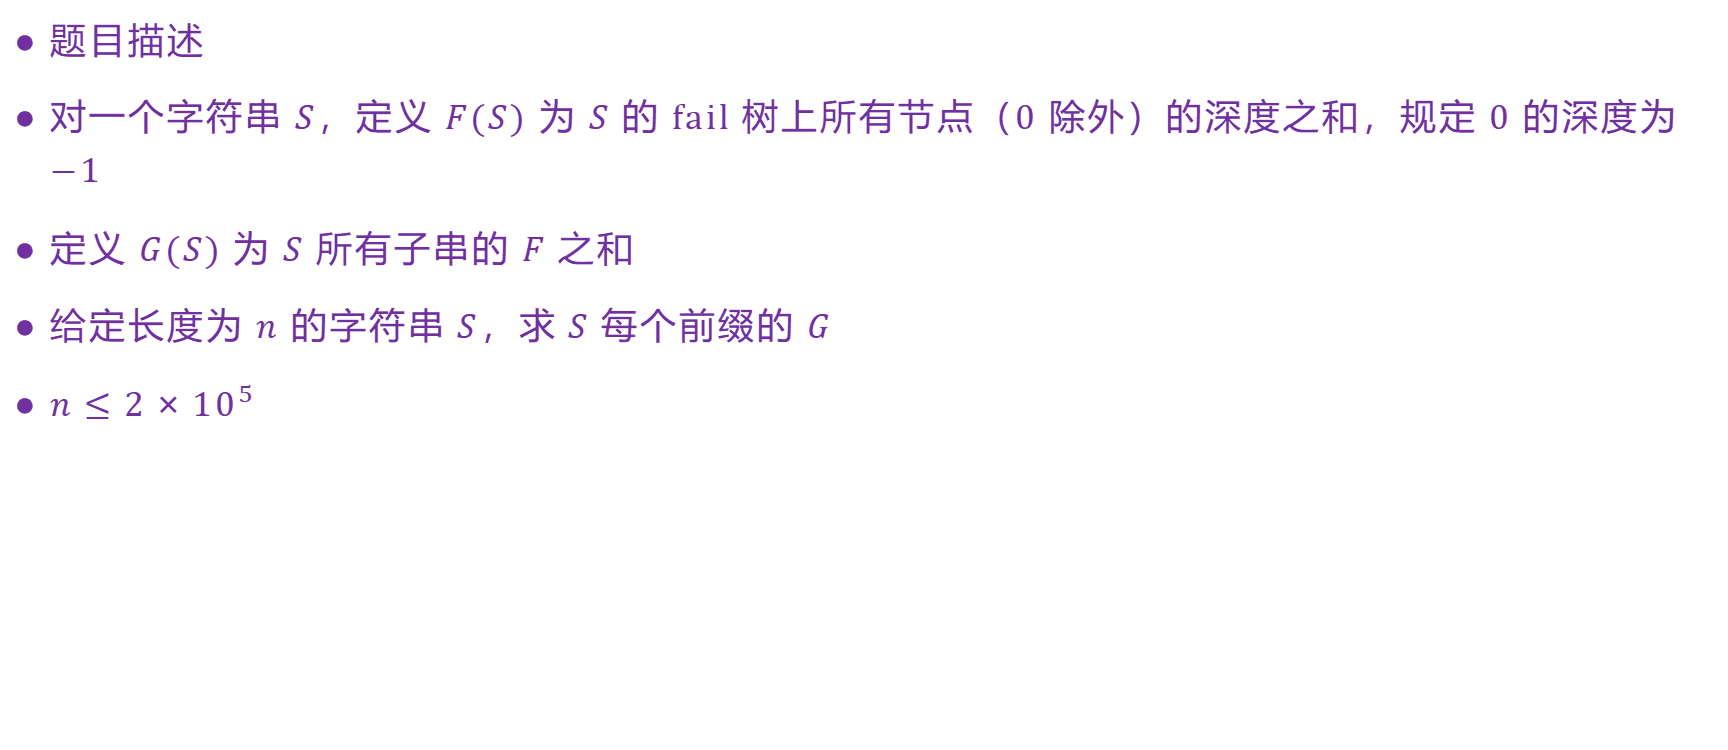 • 题目描述
• 对一个字符串 S，定义 F(S) 为 S 的 fail 树上所有节点（0 除外）的深度之和，规定 0 的深度为
−1
• 定义 G(S) 为 S 所有子串的 F 之和
• 给定长度为 n 的字符串 S，求 S 每个前缀的 G
• n ≤ 2 × 10⁵